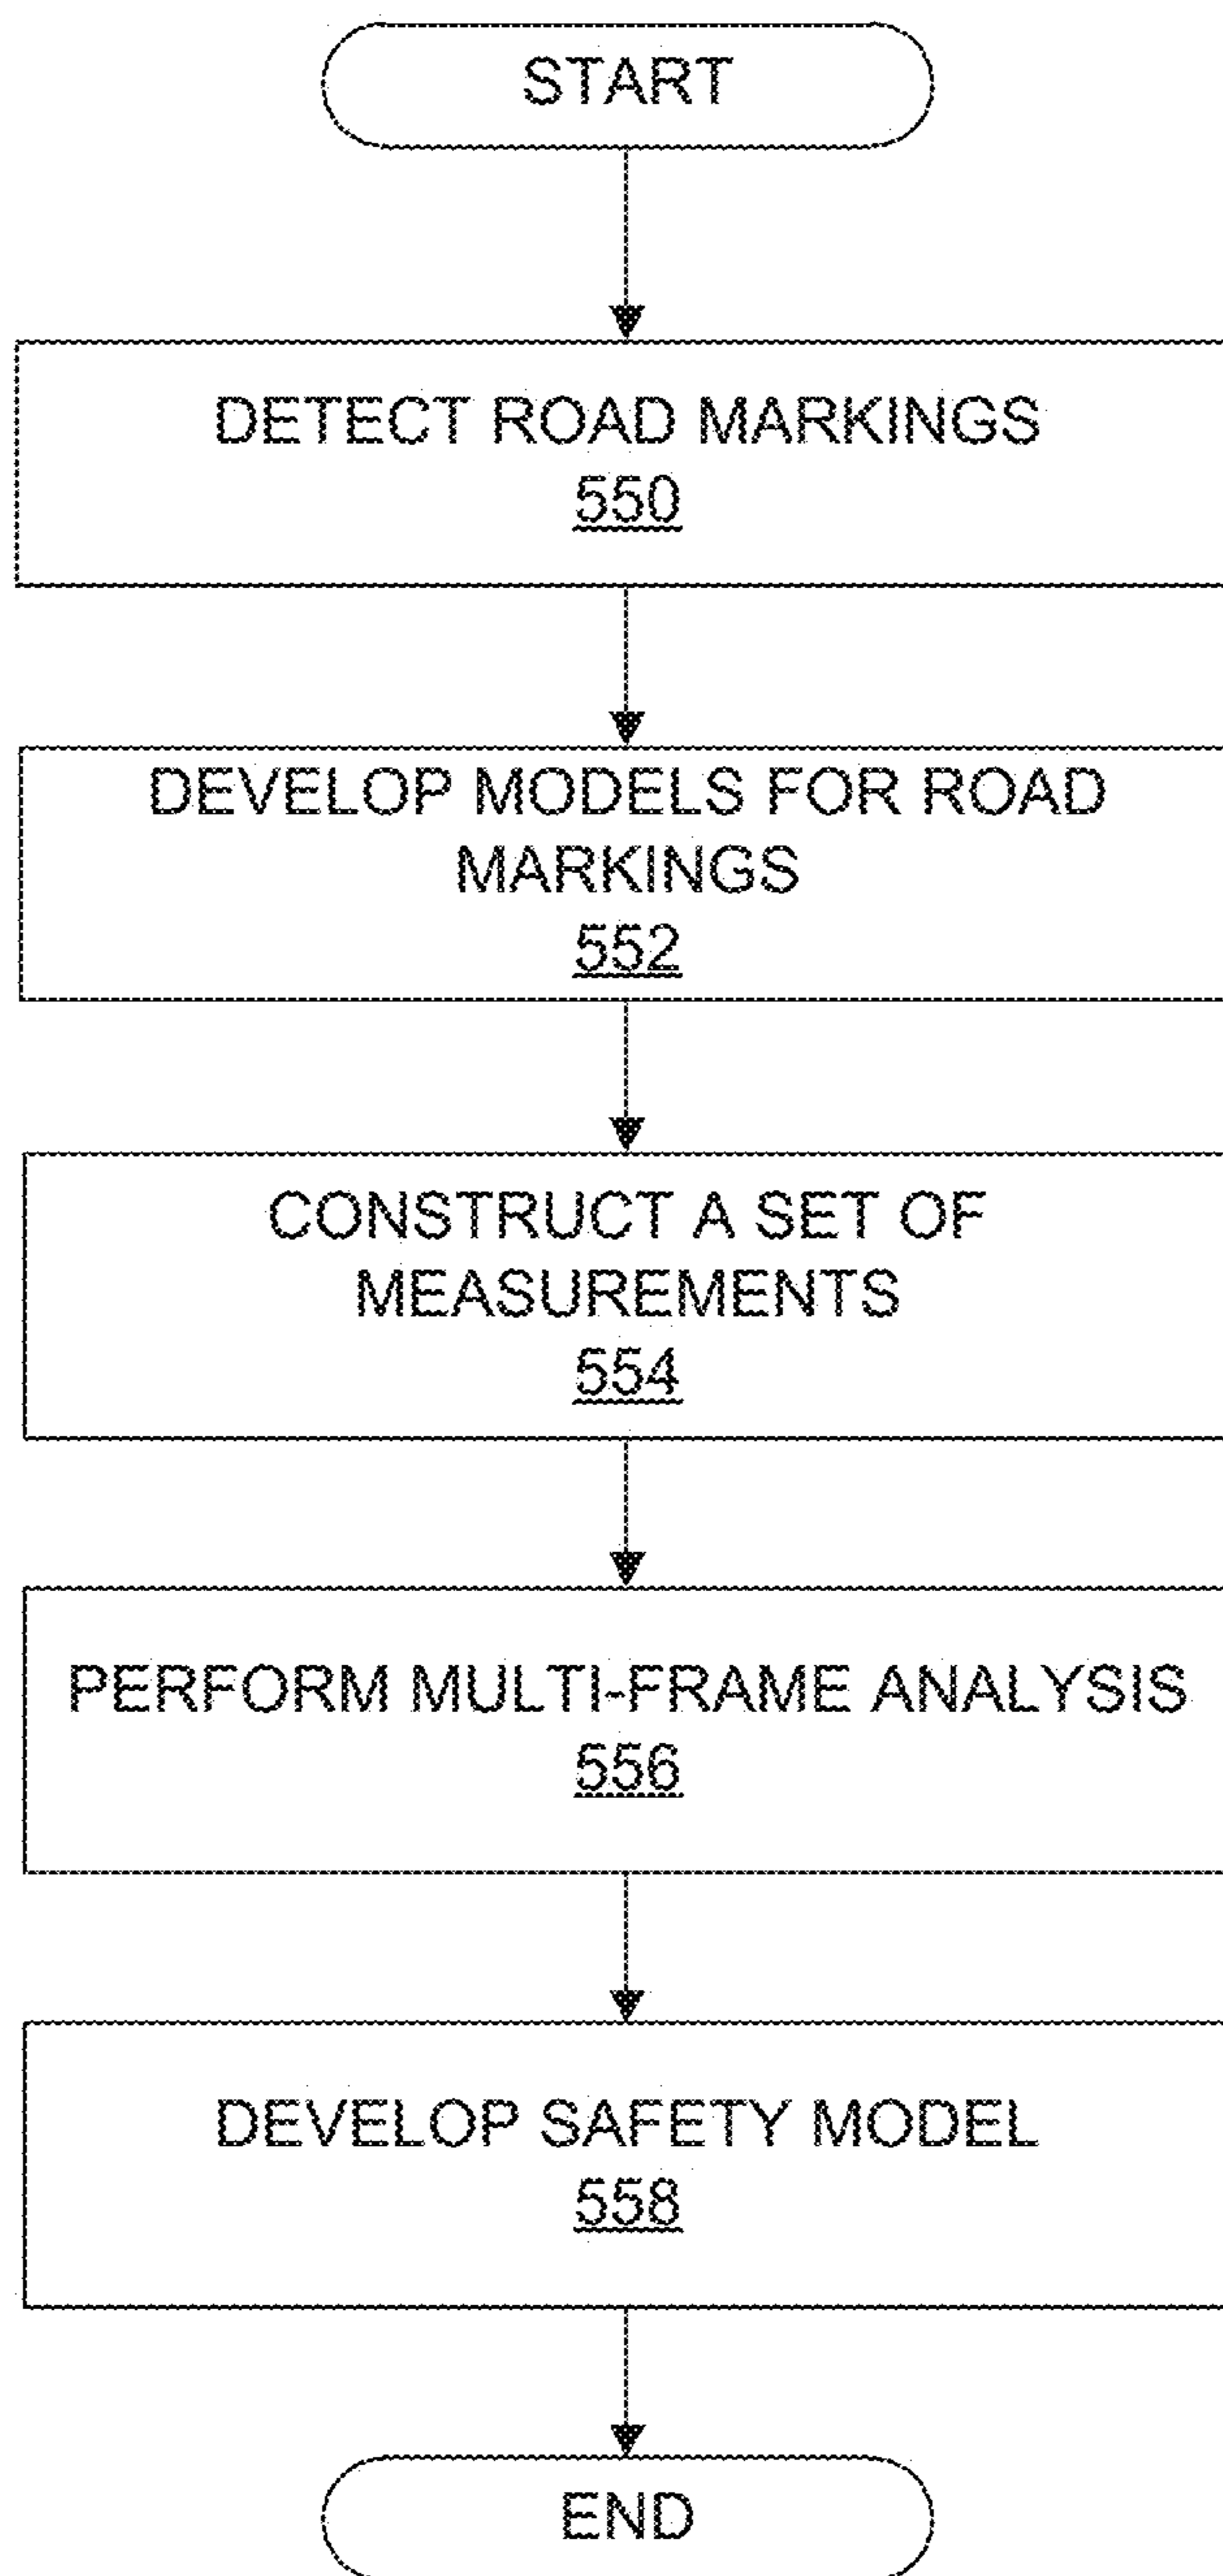 START
DETECT ROAD MARKINGS
550
DEVELOP MODELS FOR ROAD
MARKINGS
552
CONSTRUCT A SET OF
MEASUREMENTS
554
PERFORM MULTI-FRAME ANALYSIS
556
DEVELOP SAFETY MODEL
558
END